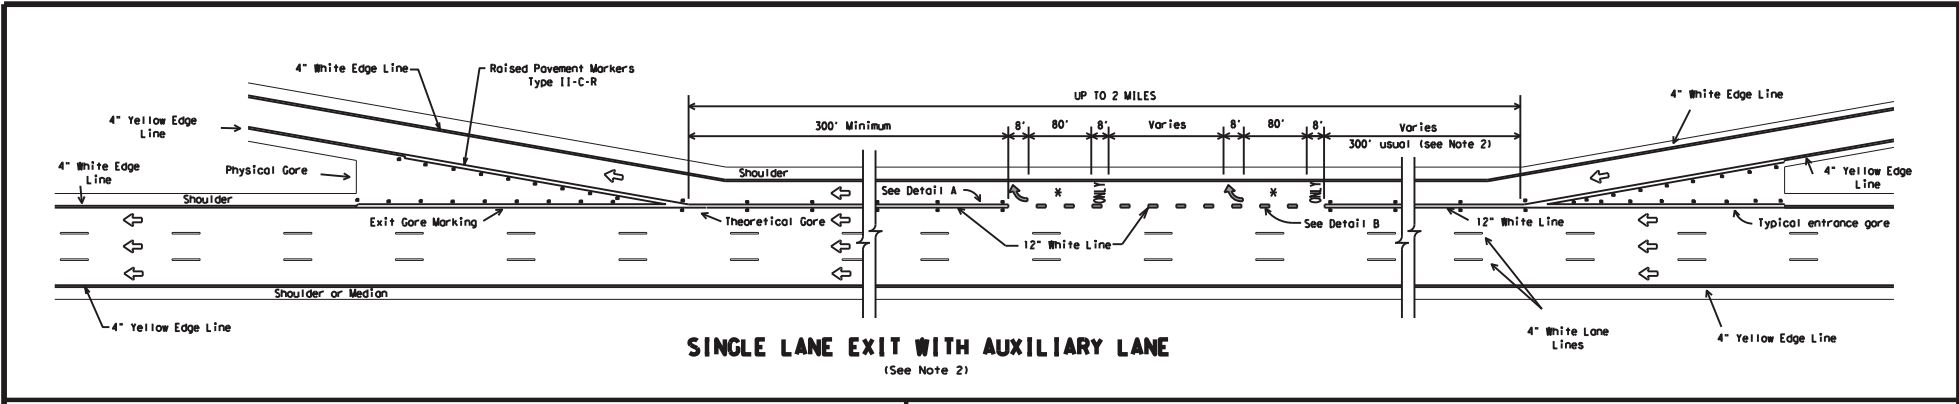 4" White Edge Line
Raised Pavement Markers
Type II-C-R
UP TO 2 MILES
4" White Edge Line
4" Yellow Edge
Line
300' Minimum
8'
80'
8'
Varies
8'
80'
8'
Varies
300' usual (see Note 2)
4" White Edge
Line
Physical Gore
Shoulder
4" Yellow Edge
Line
Shoulder
See Detail A
*
ONLY
*
ONLY
Exit Gore Marking
Theoretical Gore
See Detail B
12" White Line
Typical entrance gore
12" White Line
Shoulder or Median
4" Yellow Edge Line
4" White Lane
Lines
4" Yellow Edge Line
SINGLE LANE EXIT WITH AUXILIARY LANE
(See Note 2)